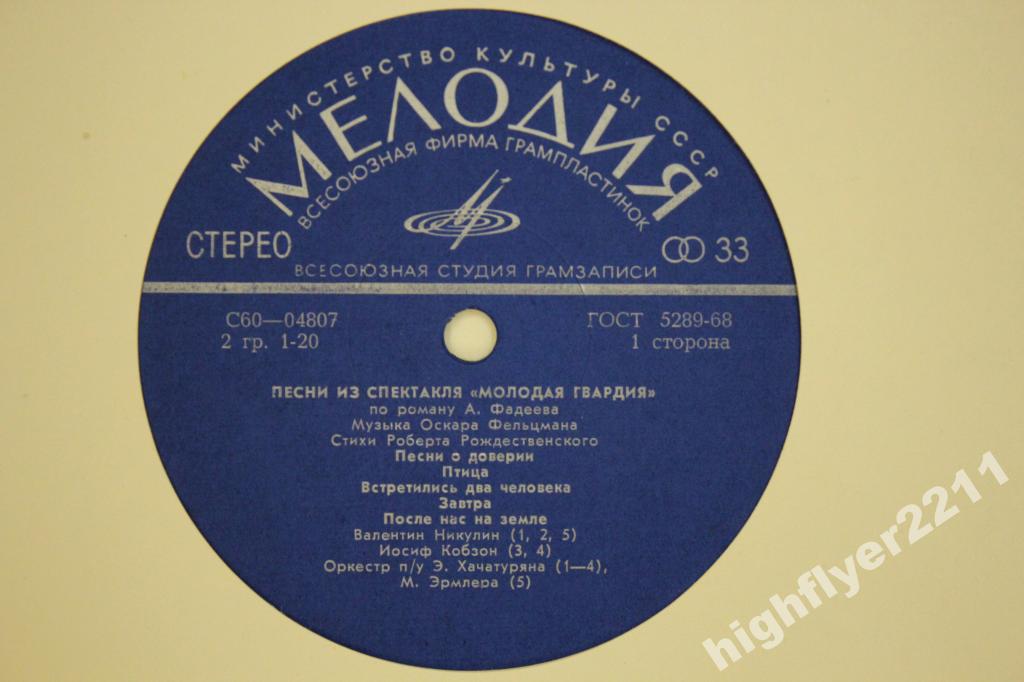 МИНИСТЕРСТВО КУЛЬТУРЫ СССР
МЕЛОДИЯ
ВСЕСОЮЗНАЯ ФИРМА ГРАМПЛАСТИНОК
СТЕРЕО
33
ВСЕСОЮЗНАЯ СТУДИЯ ГРАМЗАПИСИ
С60—04807
ГОСТ 5289-68
2 гр. 1-20
1 сторона
ПЕСНИ ИЗ СПЕКТАКЛЯ «МОЛОДАЯ ГВАРДИЯ»
по роману А. Фадеева
Музыка Оскара Фельцмана
Стихи Роберта Рождественского
Песни о доверии
Птица
Встретились два человека
Завтра
После нас на земле
Валентин Никулин (1, 2, 5)
Иосиф Кобзон (3, 4)
Оркестр п/у Э. Хачатуряна (1—4),
М. Эрмлера (5)
highflyer2211